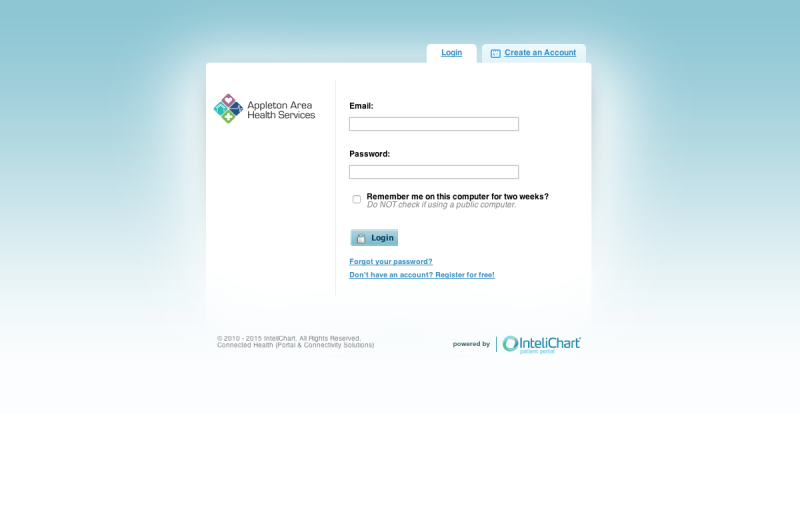 Login
Create an Account
Appleton Area
Health Services
Email:
Password:
Remember me on this computer for two weeks?
Do NOT check if using a public computer.
Login
Forgot your password?
Don't have an account? Register for free!
© 2010 - 2015 InteliChart. All Rights Reserved.
Connected Health (Portal & Connectivity Solutions)
powered by
InteliChart
patient portal